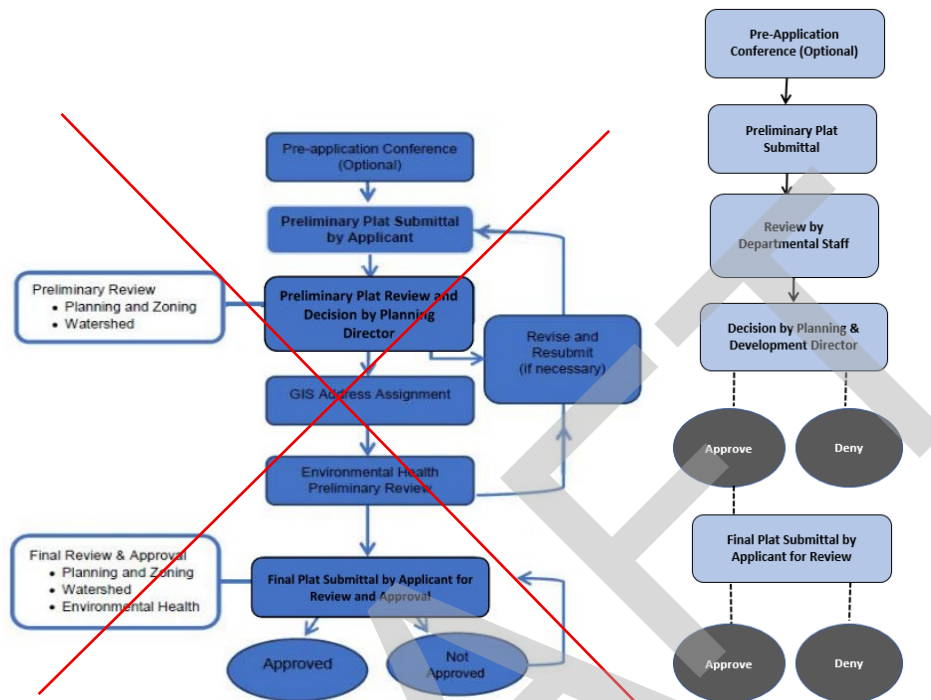 Pre-application Conference
(Optional)
Preliminary Plat Submittal
by Applicant
Preliminary Review
• Planning and Zoning
• Watershed
Preliminary Plat Review and
Decision by Planning
Director
Revise and
Resubmit
(if necessary)
GIS Address Assignment
Environmental Health
Preliminary Review
Final Review & Approval
• Planning and Zoning
• Watershed
• Environmental Health
Final Plat Submittal by Applicant for
Review and Approval
Approved
Not
Approved
Pre-Application
Conference (Optional)
Preliminary Plat
Submittal
Review by
Departmental Staff
Decision by Planning &
Development Director
Approve
Deny
Final Plat Submittal by
Applicant for Review
Approve
Deny